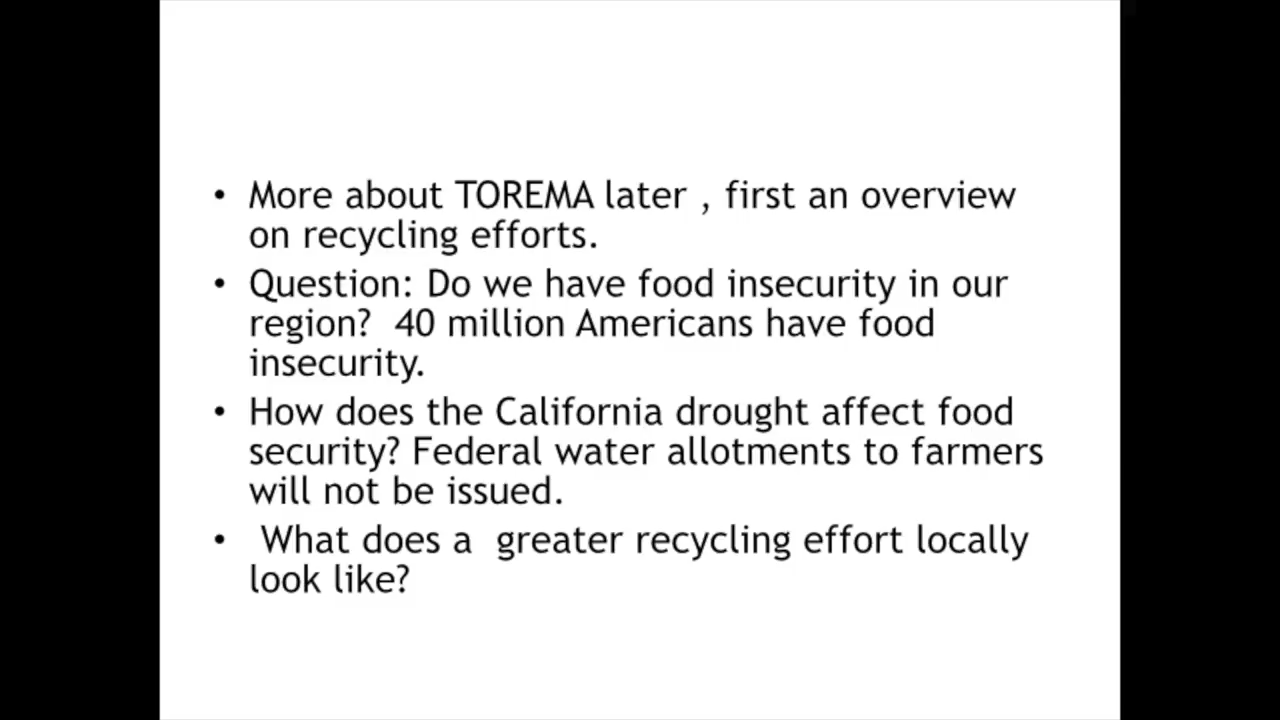 • More about TOREMA later , first an overview
on recycling efforts.
• Question: Do we have food insecurity in our
region?  40 million Americans have food
insecurity.
• How does the California drought affect food
security? Federal water allotments to farmers
will not be issued.
•  What does a  greater recycling effort locally
look like?